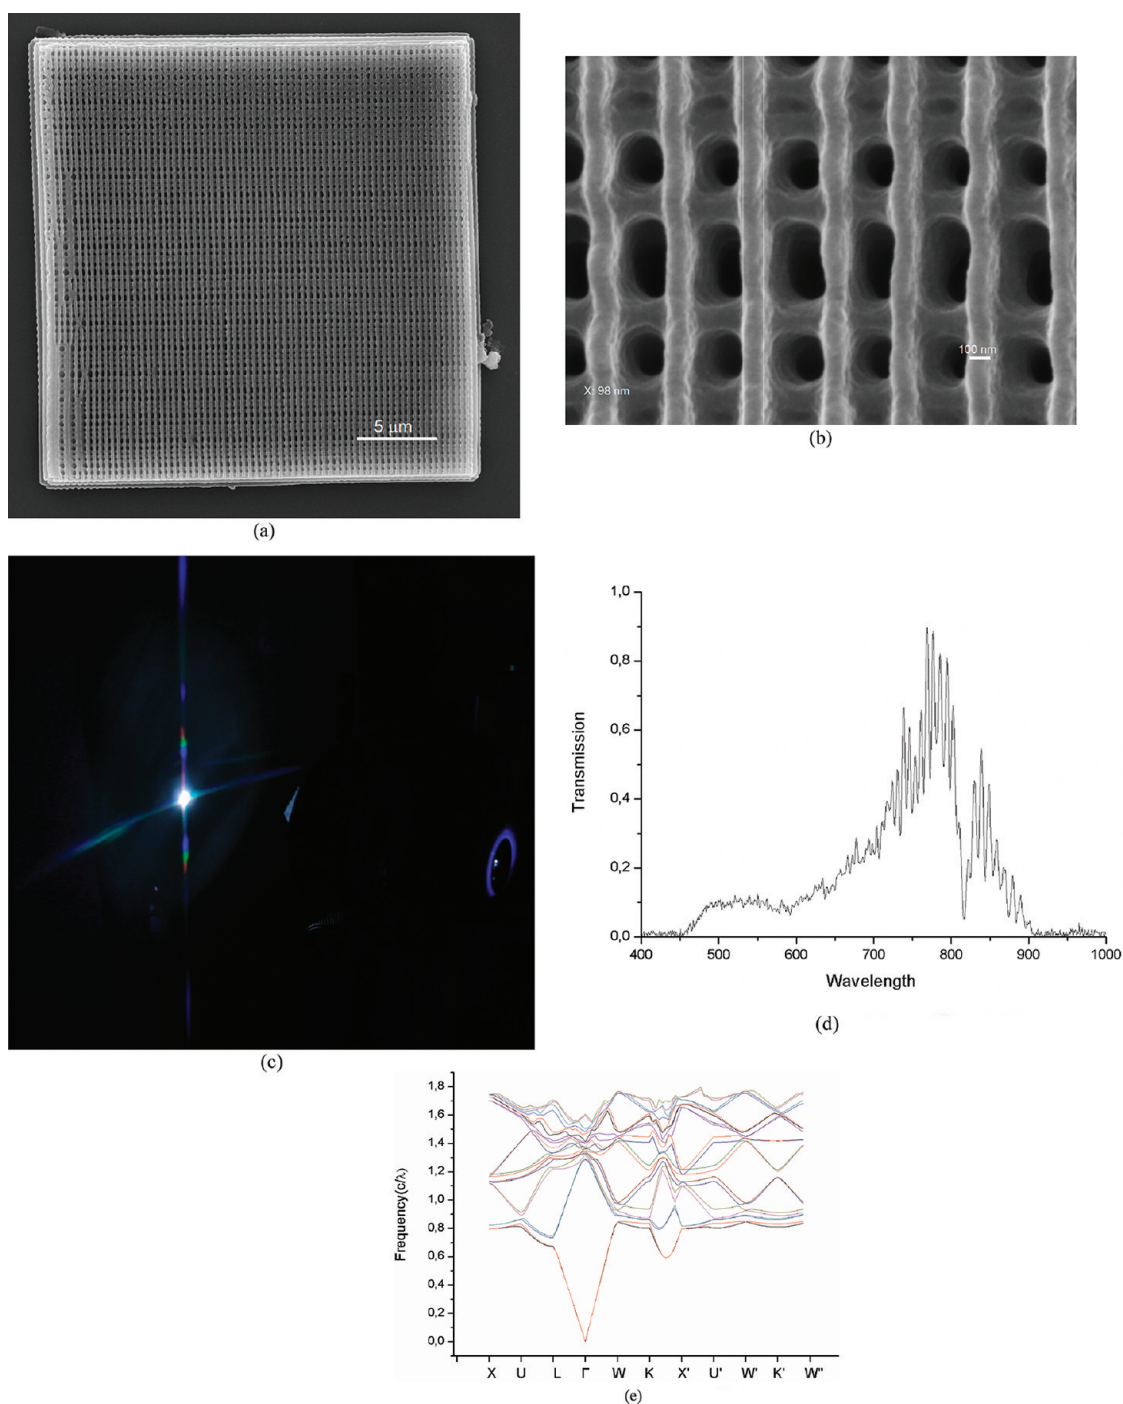 5 µm
(a)
100 nm
X: 98 nm
(b)
(c)
1,0
0,8
0,6
0,4
0,2
0,0
Transmission
400 500 600 700 800 900 1000
Wavelength
(d)
1,8
1,6
1,4
1,2
1,0
0,8
0,6
0,4
0,2
0,0
Frequency(c/λ)
X U L Γ W K X' U' W' K' W"
(e)